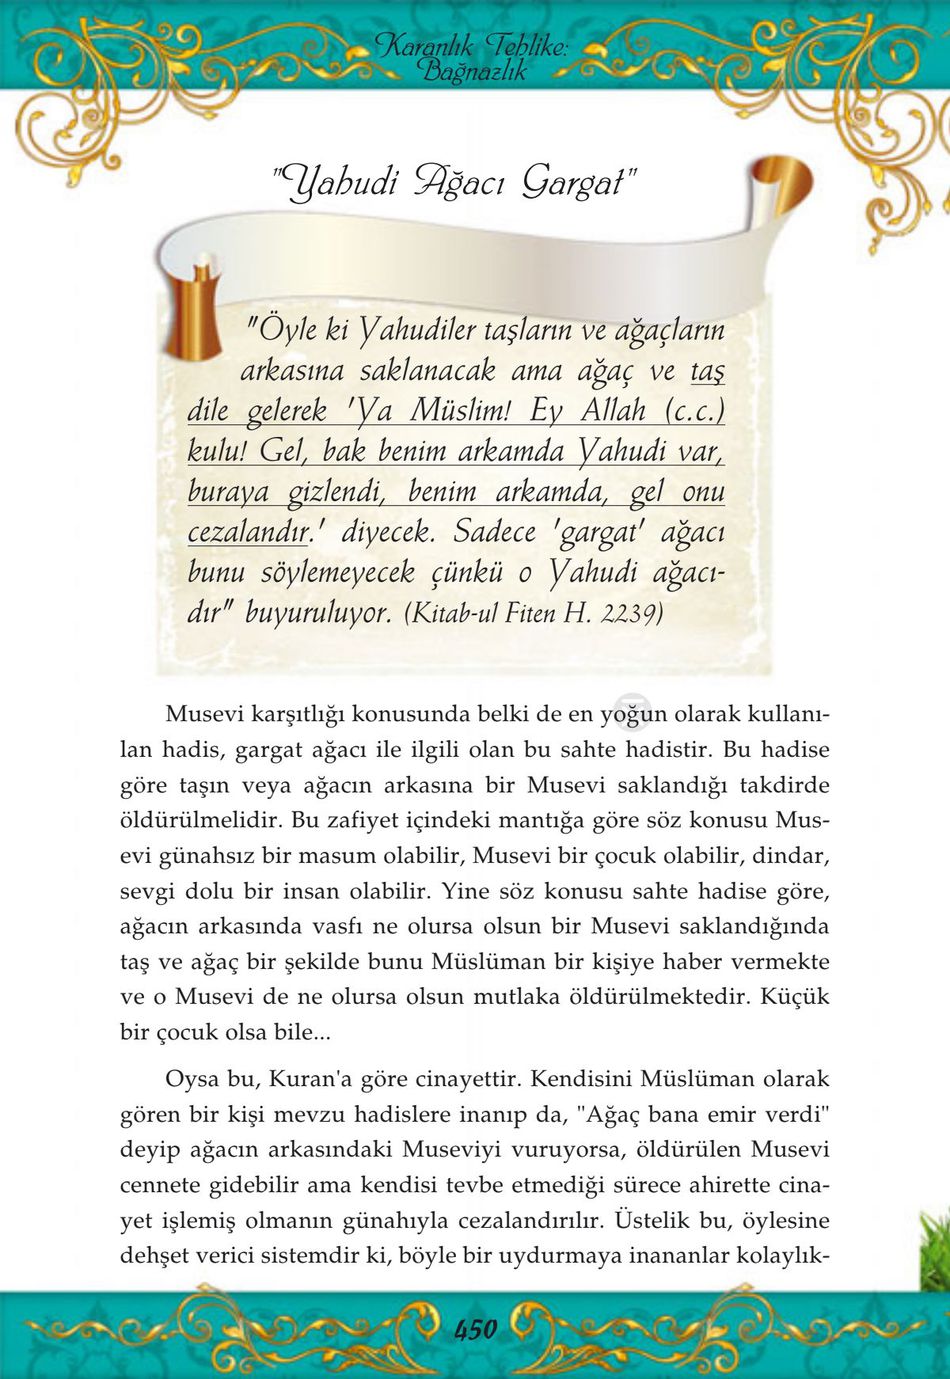 Karanlık Tehlike:
Bağnazlık
"Yahudi Ağacı Gargat"
"Öyle ki Yahudiler taşların ve ağaçların
arkasına saklanacak ama ağaç ve taş
dile gelerek 'Ya Müslim! Ey Allah (c.c.)
kulu! Gel, bak benim arkamda Yahudi var,
buraya gizlendi, benim arkamda, gel onu
cezalandır.' diyecek. Sadece 'gargat' ağacı
bunu söylemeyecek çünkü o Yahudi ağacı-
dır" buyuruluyor. (Kitab-ul Fiten H. 2239)
Musevi karşıtlığı konusunda belki de en yoğun olarak kullanı-
lan hadis, gargat ağacı ile ilgili olan bu sahte hadistir. Bu hadise
göre taşın veya ağacın arkasına bir Musevi saklandığı takdirde
öldürülmelidir. Bu zafiyet içindeki mantığa göre söz konusu Mus-
evi günahsız bir masum olabilir, Musevi bir çocuk olabilir, dindar,
sevgi dolu bir insan olabilir. Yine söz konusu sahte hadise göre,
ağacın arkasında vasfı ne olursa olsun bir Musevi saklandığında
taş ve ağaç bir şekilde bunu Müslüman bir kişiye haber vermekte
ve o Musevi de ne olursa olsun mutlaka öldürülmektedir. Küçük
bir çocuk olsa bile...
Oysa bu, Kuran'a göre cinayettir. Kendisini Müslüman olarak
gören bir kişi mevzu hadislere inanıp da, "Ağaç bana emir verdi"
deyip ağacın arkasındaki Museviyi vuruyorsa, öldürülen Musevi
cennete gidebilir ama kendisi tevbe etmediği sürece ahirette cina-
yet işlemiş olmanın günahıyla cezalandırılır. Üstelik bu, öylesine
dehşet verici sistemdir ki, böyle bir uydurmaya inananlar kolaylık-
450